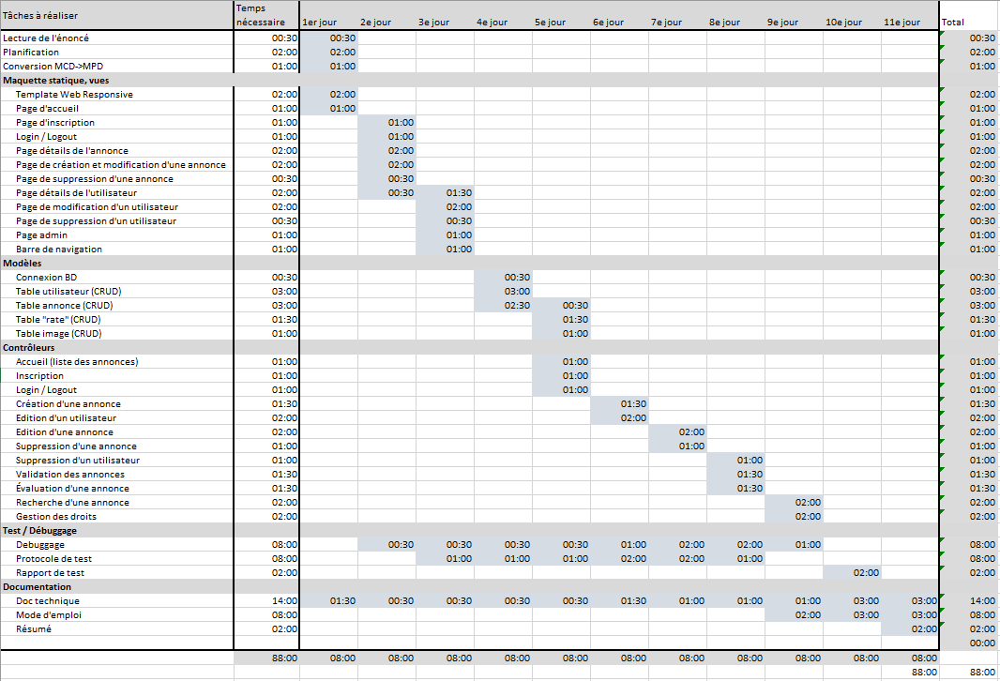 Tâches à réaliser Temps nécessaire 1er jour 2e jour 3e jour 4e jour 5e jour 6e jour 7e jour 8e jour 9e jour 10e jour 11e jour Total
Lecture de l'énoncé 00:30 00:30 00:30
Planification 02:00 02:00 02:00
Conversion MCD->MPD 01:00 01:00 01:00
Maquette statique, vues
Template Web Responsive 02:00 02:00 02:00
Page d'accueil 01:00 01:00 01:00
Page d'inscription 01:00 01:00 01:00
Login / Logout 01:00 01:00 01:00
Page détails de l'annonce 02:00 02:00 02:00
Page de création et modification d'une annonce 02:00 02:00 02:00
Page de suppression d'une annonce 00:30 00:30 00:30
Page détails de l'utilisateur 02:00 00:30 01:30 02:00
Page de modification d'un utilisateur 02:00 02:00 02:00
Page de suppression d'un utilisateur 00:30 00:30 00:30
Page admin 01:00 01:00 01:00
Barre de navigation 01:00 01:00 01:00
Modèles
Connexion BD 00:30 00:30 00:30
Table utilisateur (CRUD) 03:00 03:00 03:00
Table annonce (CRUD) 03:00 02:30 00:30 03:00
Table "rate" (CRUD) 01:30 01:30 01:30
Table image (CRUD) 01:00 01:00 01:00
Contrôleurs
Accueil (liste des annonces) 01:00 01:00 01:00
Inscription 01:00 01:00 01:00
Login / Logout 01:00 01:00 01:00
Création d'une annonce 01:30 01:30 01:30
Edition d'un utilisateur 02:00 02:00 02:00
Edition d'une annonce 02:00 02:00 02:00
Suppression d'une annonce 01:00 01:00 01:00
Suppression d'un utilisateur 01:00 01:00 01:00
Validation des annonces 01:30 01:30 01:30
Évaluation d'une annonce 01:30 01:30 01:30
Recherche d'une annonce 02:00 02:00 02:00
Gestion des droits 02:00 02:00 02:00
Test / Débuggage
Debuggage 08:00 00:30 00:30 00:30 00:30 01:00 02:00 02:00 01:00 08:00
Protocole de test 08:00 01:00 01:00 01:00 02:00 02:00 01:00 08:00
Rapport de test 02:00 02:00 02:00
Documentation
Doc technique 14:00 01:30 00:30 00:30 00:30 00:30 01:30 01:00 01:00 01:00 03:00 03:00 14:00
Mode d'emploi 08:00 02:00 03:00 03:00 08:00
Résumé 02:00 02:00 02:00
00:00
88:00 08:00 08:00 08:00 08:00 08:00 08:00 08:00 08:00 08:00 08:00 08:00
88:00 88:00